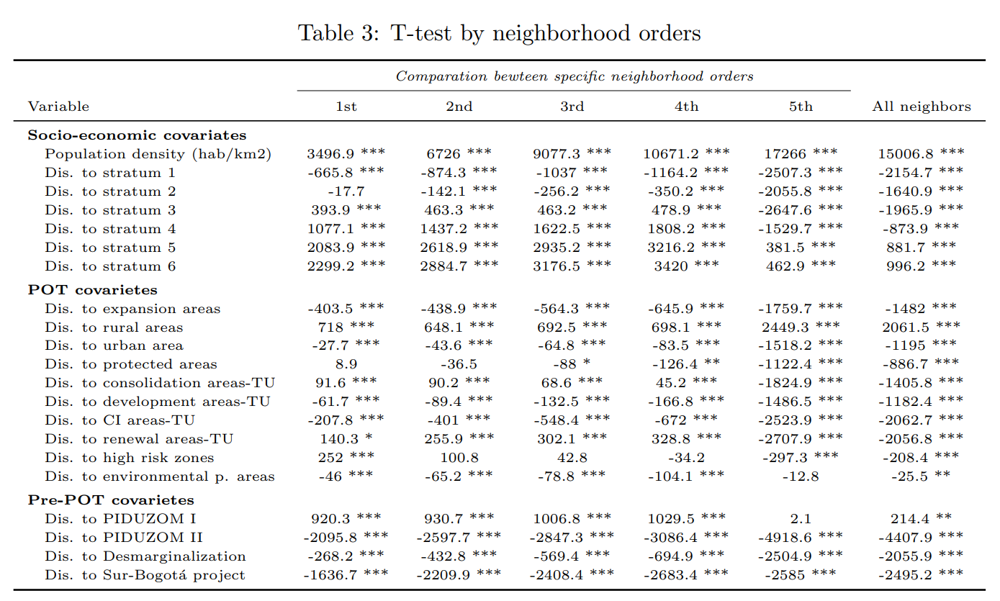 Table 3: T-test by neighborhood orders
Comparation bewteen specific neighborhood orders
Variable 1st 2nd 3rd 4th 5th All neighbors
Socio-economic covariates
Population density (hab/km2) 3496.9 *** 6726 *** 9077.3 *** 10671.2 *** 17266 *** 15006.8 ***
Dis. to stratum 1 -665.8 *** -874.3 *** -1037 *** -1164.2 *** -2507.3 *** -2154.7 ***
Dis. to stratum 2 -17.7 -142.1 *** -256.2 *** -350.2 *** -2055.8 *** -1640.9 ***
Dis. to stratum 3 393.9 *** 463.3 *** 463.2 *** 478.9 *** -2647.6 *** -1965.9 ***
Dis. to stratum 4 1077.1 *** 1437.2 *** 1622.5 *** 1808.2 *** -1529.7 *** -873.9 ***
Dis. to stratum 5 2083.9 *** 2618.9 *** 2935.2 *** 3216.2 *** 381.5 *** 881.7 ***
Dis. to stratum 6 2299.2 *** 2884.7 *** 3176.5 *** 3420 *** 462.9 *** 996.2 ***
POT covarietes
Dis. to expansion areas -403.5 *** -438.9 *** -564.3 *** -645.9 *** -1759.7 *** -1482 ***
Dis. to rural areas 718 *** 648.1 *** 692.5 *** 698.1 *** 2449.3 *** 2061.5 ***
Dis. to urban area -27.7 *** -43.6 *** -64.8 *** -83.5 *** -1518.2 *** -1195 ***
Dis. to protected areas 8.9 -36.5 -88 * -126.4 ** -1122.4 *** -886.7 ***
Dis. to consolidation areas-TU 91.6 *** 90.2 *** 68.6 *** 45.2 *** -1824.9 *** -1405.8 ***
Dis. to development areas-TU -61.7 *** -89.4 *** -132.5 *** -166.8 *** -1486.5 *** -1182.4 ***
Dis. to CI areas-TU -207.8 *** -401 *** -548.4 *** -672 *** -2523.9 *** -2062.7 ***
Dis. to renewal areas-TU 140.3 * 255.9 *** 302.1 *** 328.8 *** -2707.9 *** -2056.8 ***
Dis. to high risk zones 252 *** 100.8 42.8 -34.2 -297.3 *** -208.4 ***
Dis. to environmental p. areas -46 *** -65.2 *** -78.8 *** -104.1 *** -12.8 -25.5 **
Pre-POT covarietes
Dis. to PIDUZOM I 920.3 *** 930.7 *** 1006.8 *** 1029.5 *** 2.1 214.4 **
Dis. to PIDUZOM II -2095.8 *** -2597.7 *** -2847.3 *** -3086.4 *** -4918.6 *** -4407.9 ***
Dis. to Desmarginalization -268.2 *** -432.8 *** -569.4 *** -694.9 *** -2504.9 *** -2055.9 ***
Dis. to Sur-Bogotá project -1636.7 *** -2209.9 *** -2408.4 *** -2683.4 *** -2585 *** -2495.2 ***